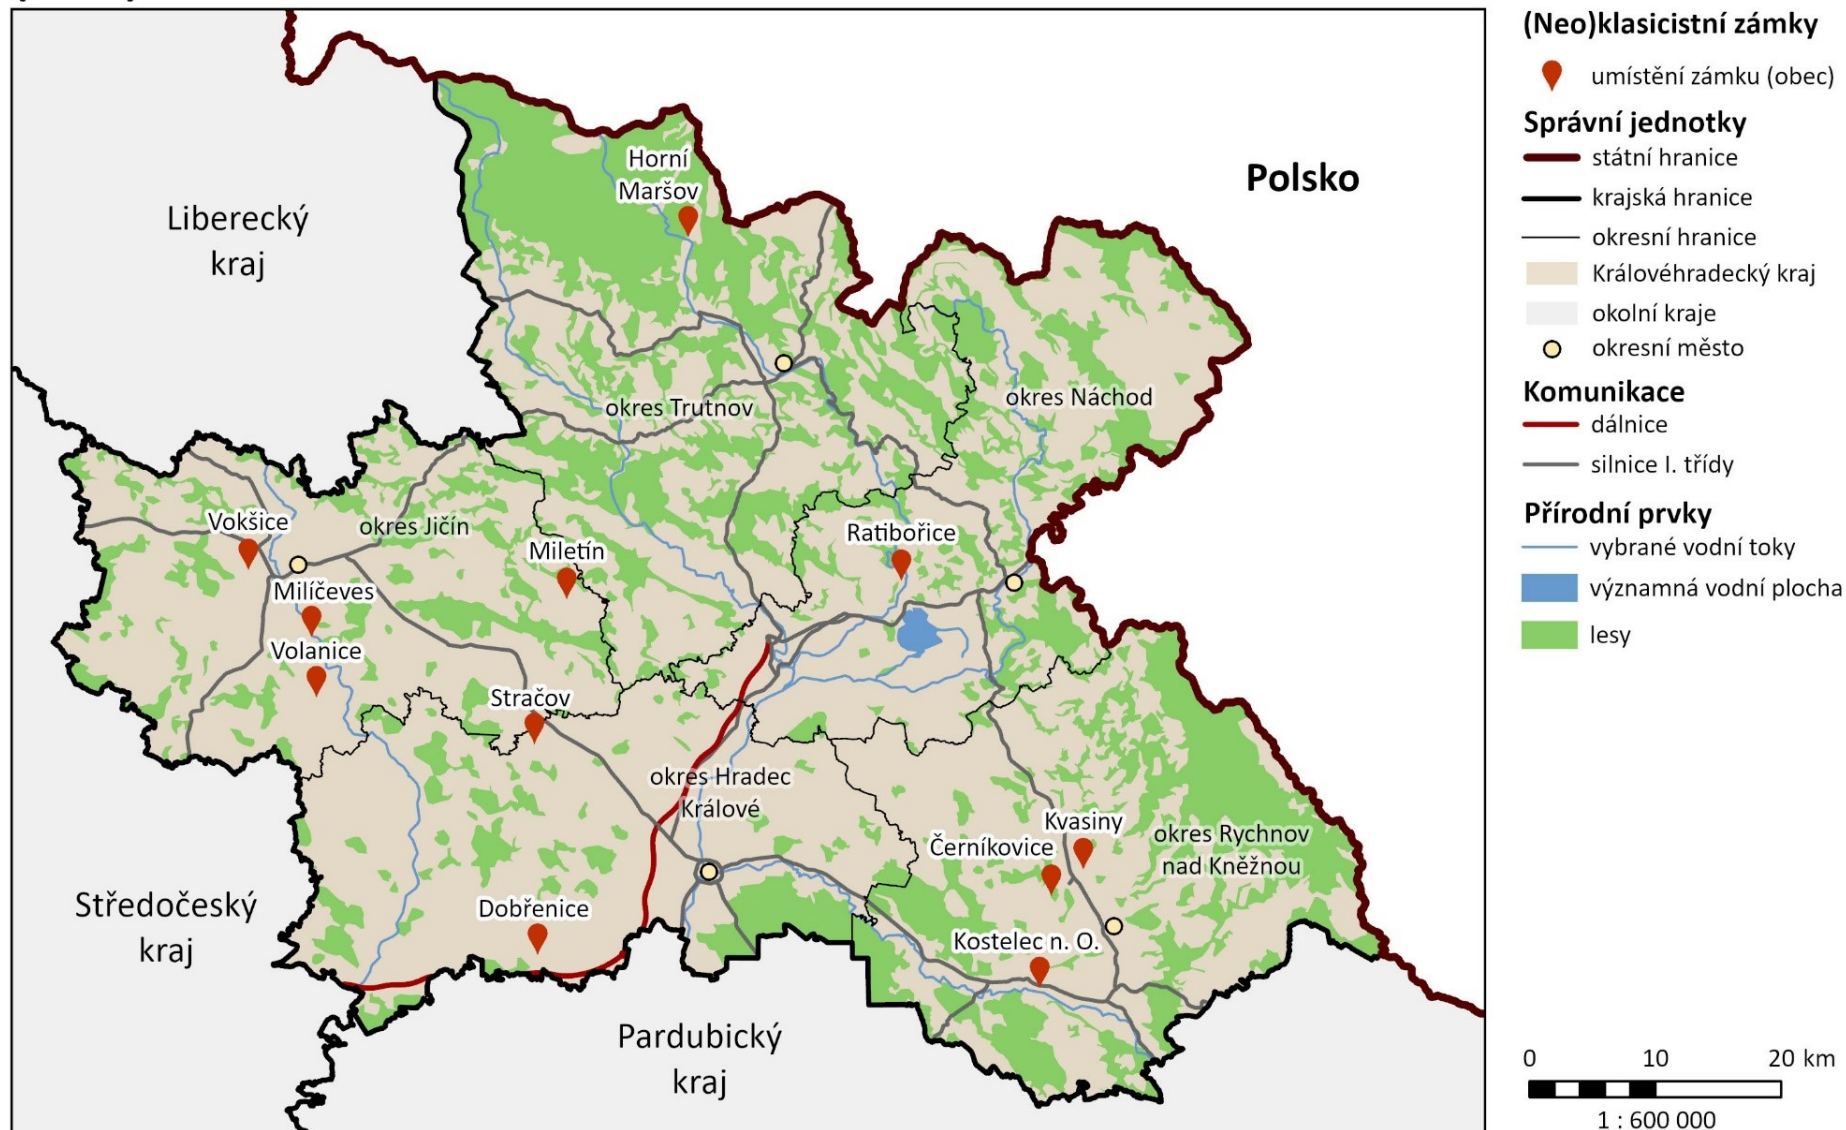 Polsko
Liberecký
kraj
Horní
Maršov
okres Trutnov
okres Náchod
Vokšice
okres Jičín
Miletín
Ratibořice
Milíčeves
Volanice
Stračov
okres Hradec
Králové
Kvasiny
Černíkovice
okres Rychnov
nad Kněžnou
Středočeský
kraj
Dobřenice
Kostelec n. O.
Pardubický
kraj
(Neo)klasicistní zámky
umístění zámku (obec)
Správní jednotky
státní hranice
krajská hranice
okresní hranice
Královéhradecký kraj
okolní kraje
okresní město
Komunikace
dálnice
silnice I. třídy
Přírodní prvky
vybrané vodní toky
významná vodní plocha
lesy
0 10 20 km
1 : 600 000